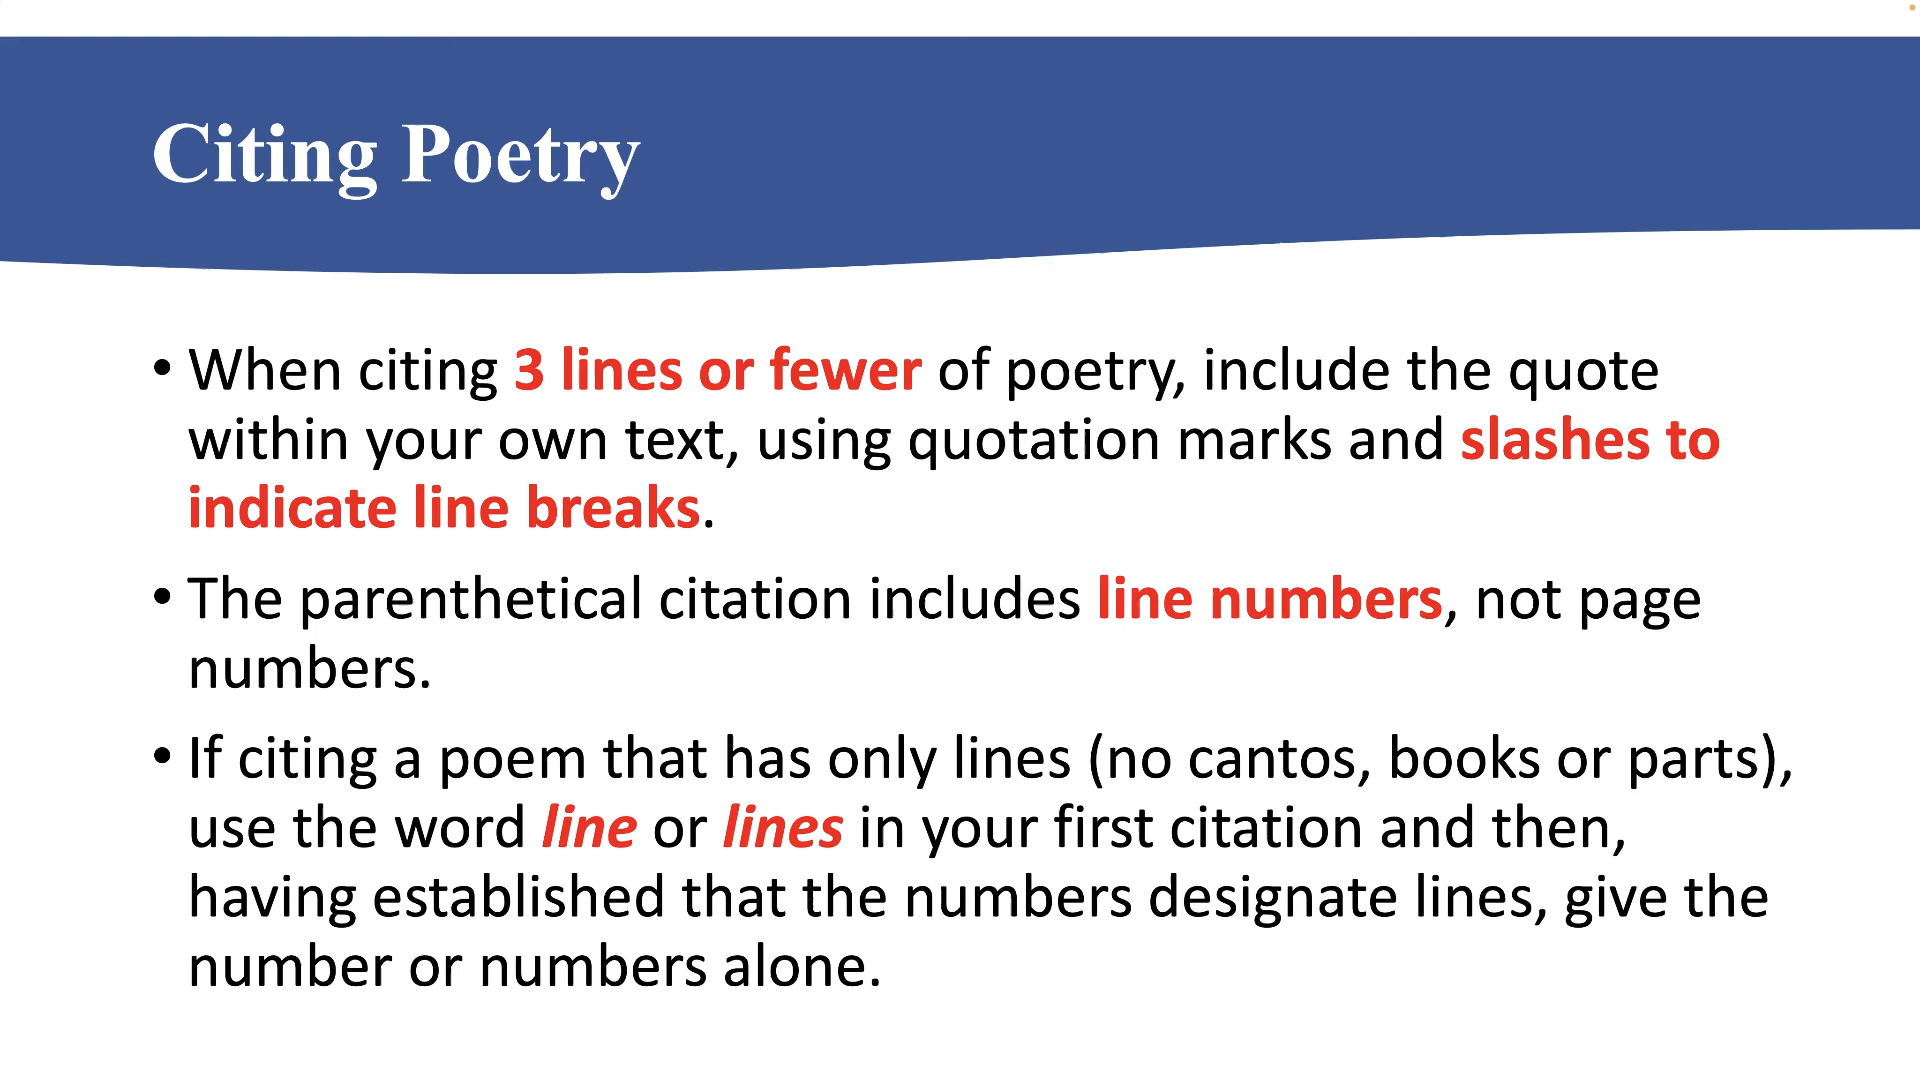 Citing Poetry
• When citing 3 lines or fewer of poetry, include the quote
within your own text, using quotation marks and slashes to
indicate line breaks.
• The parenthetical citation includes line numbers, not page
numbers.
• If citing a poem that has only lines (no cantos, books or parts),
use the word line or lines in your first citation and then,
having established that the numbers designate lines, give the
number or numbers alone.